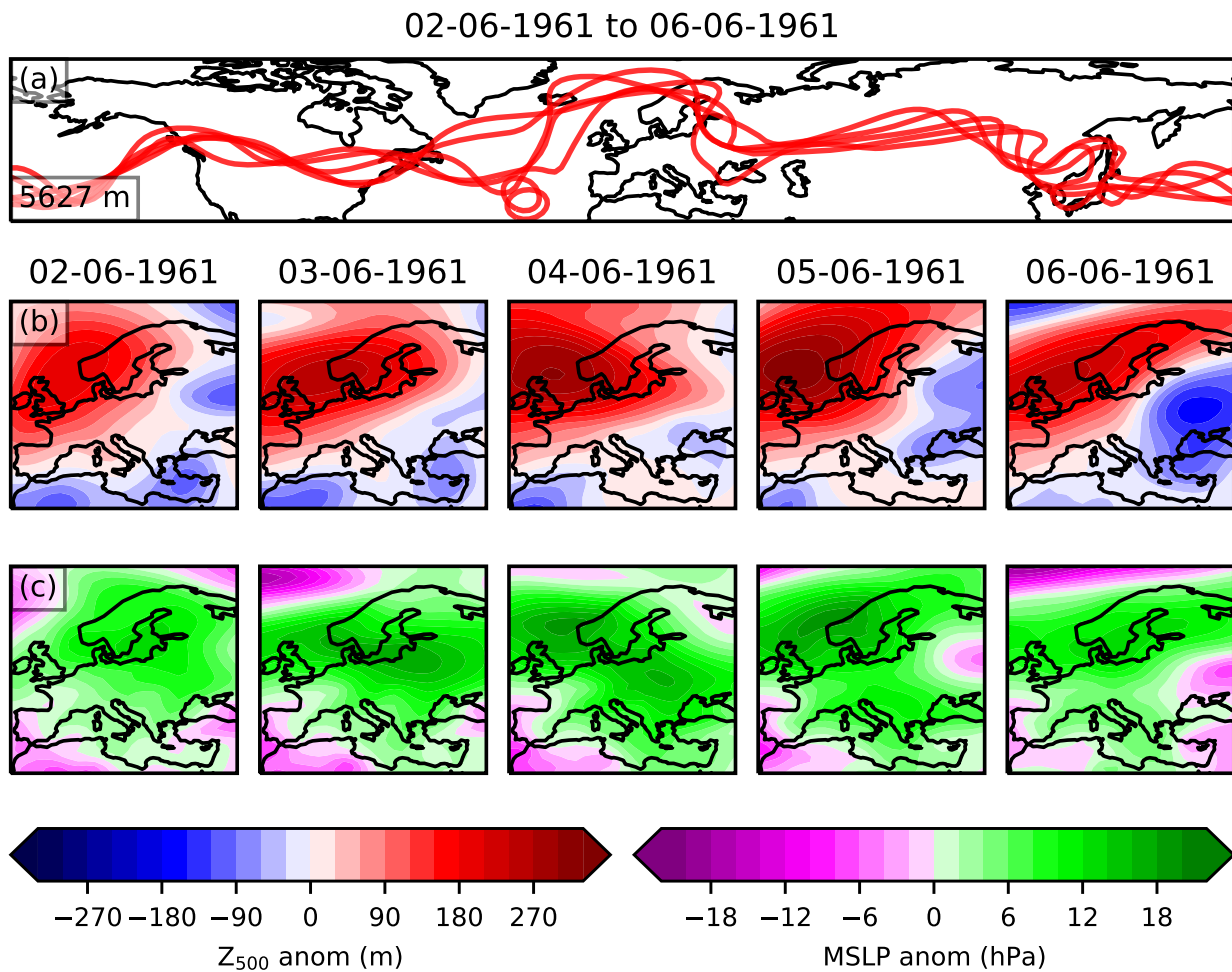 02-06-1961 to 06-06-1961
(a)
5627 m
02-06-1961 03-06-1961 04-06-1961 05-06-1961 06-06-1961
(b)
(c)
−270 −180 −90 0 90 180 270
Z500 anom (m)
−18 −12 −6 0 6 12 18
MSLP anom (hPa)